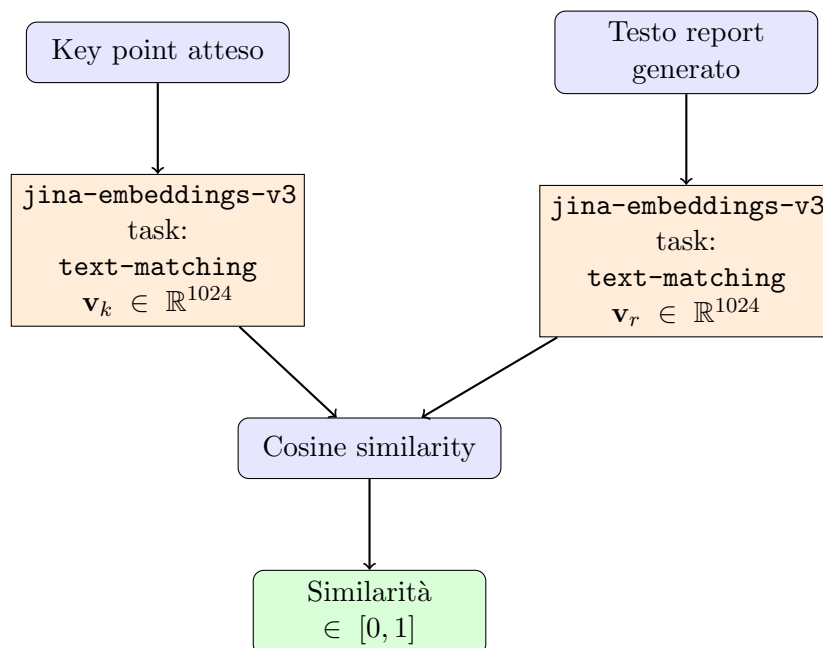 Key point atteso
Testo report
generato
jina-embeddings-v3
task:
text-matching
v_k ∈ ℝ^1024
jina-embeddings-v3
task:
text-matching
v_r ∈ ℝ^1024
Cosine similarity
Similarità
∈ [0, 1]